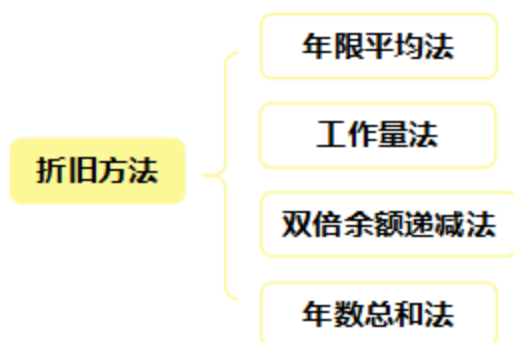 折旧方法
年限平均法
工作量法
双倍余额递减法
年数总和法